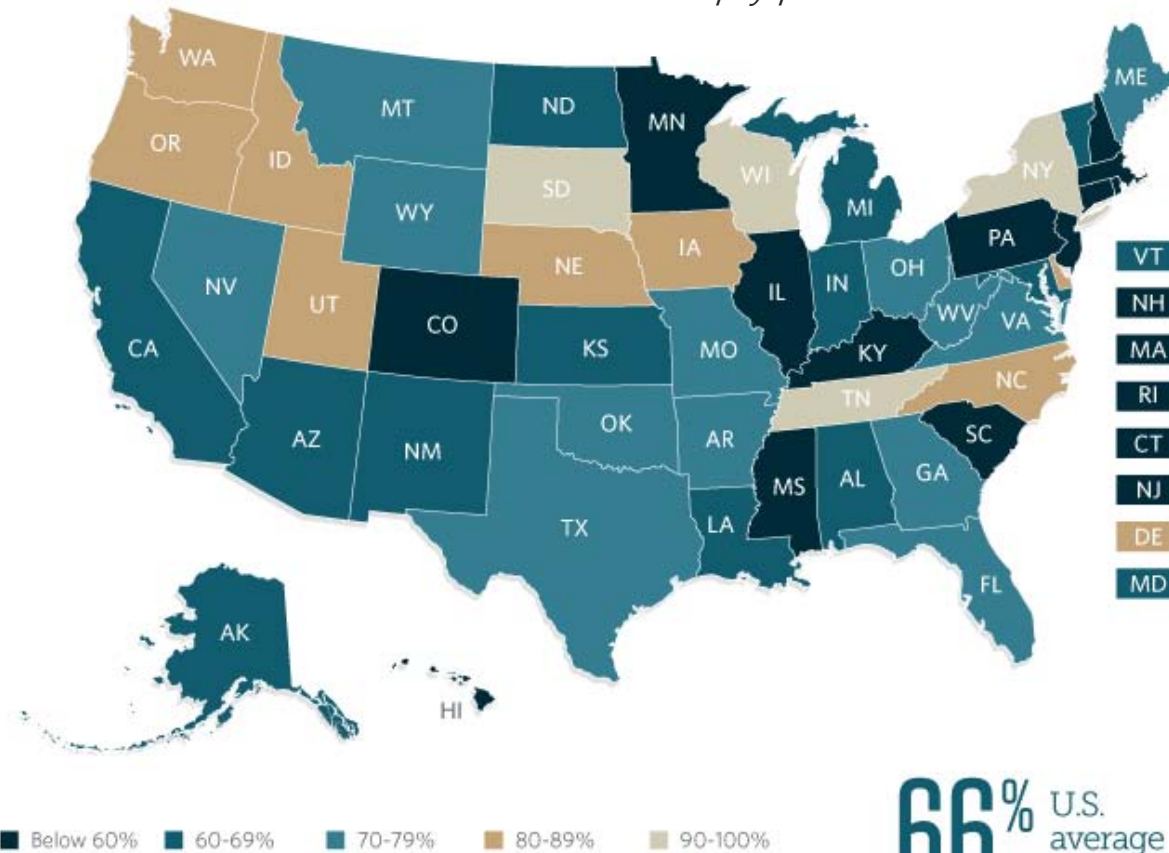 WA
ME
MT
ND
MN
OR
ID
SD
WI
NY
WY
MI
PA
IA
NE
VT
NV
OH
IL
IN
UT
NH
CO
WV
VA
CA
KS
MO
MA
KY
NC
RI
TN
OK
AZ
AR
SC
CT
NM
MS
AL
GA
NJ
LA
TX
DE
FL
MD
AK
HI
66% U.S.
average
Below 60% 60-69% 70-79% 80-89% 90-100%